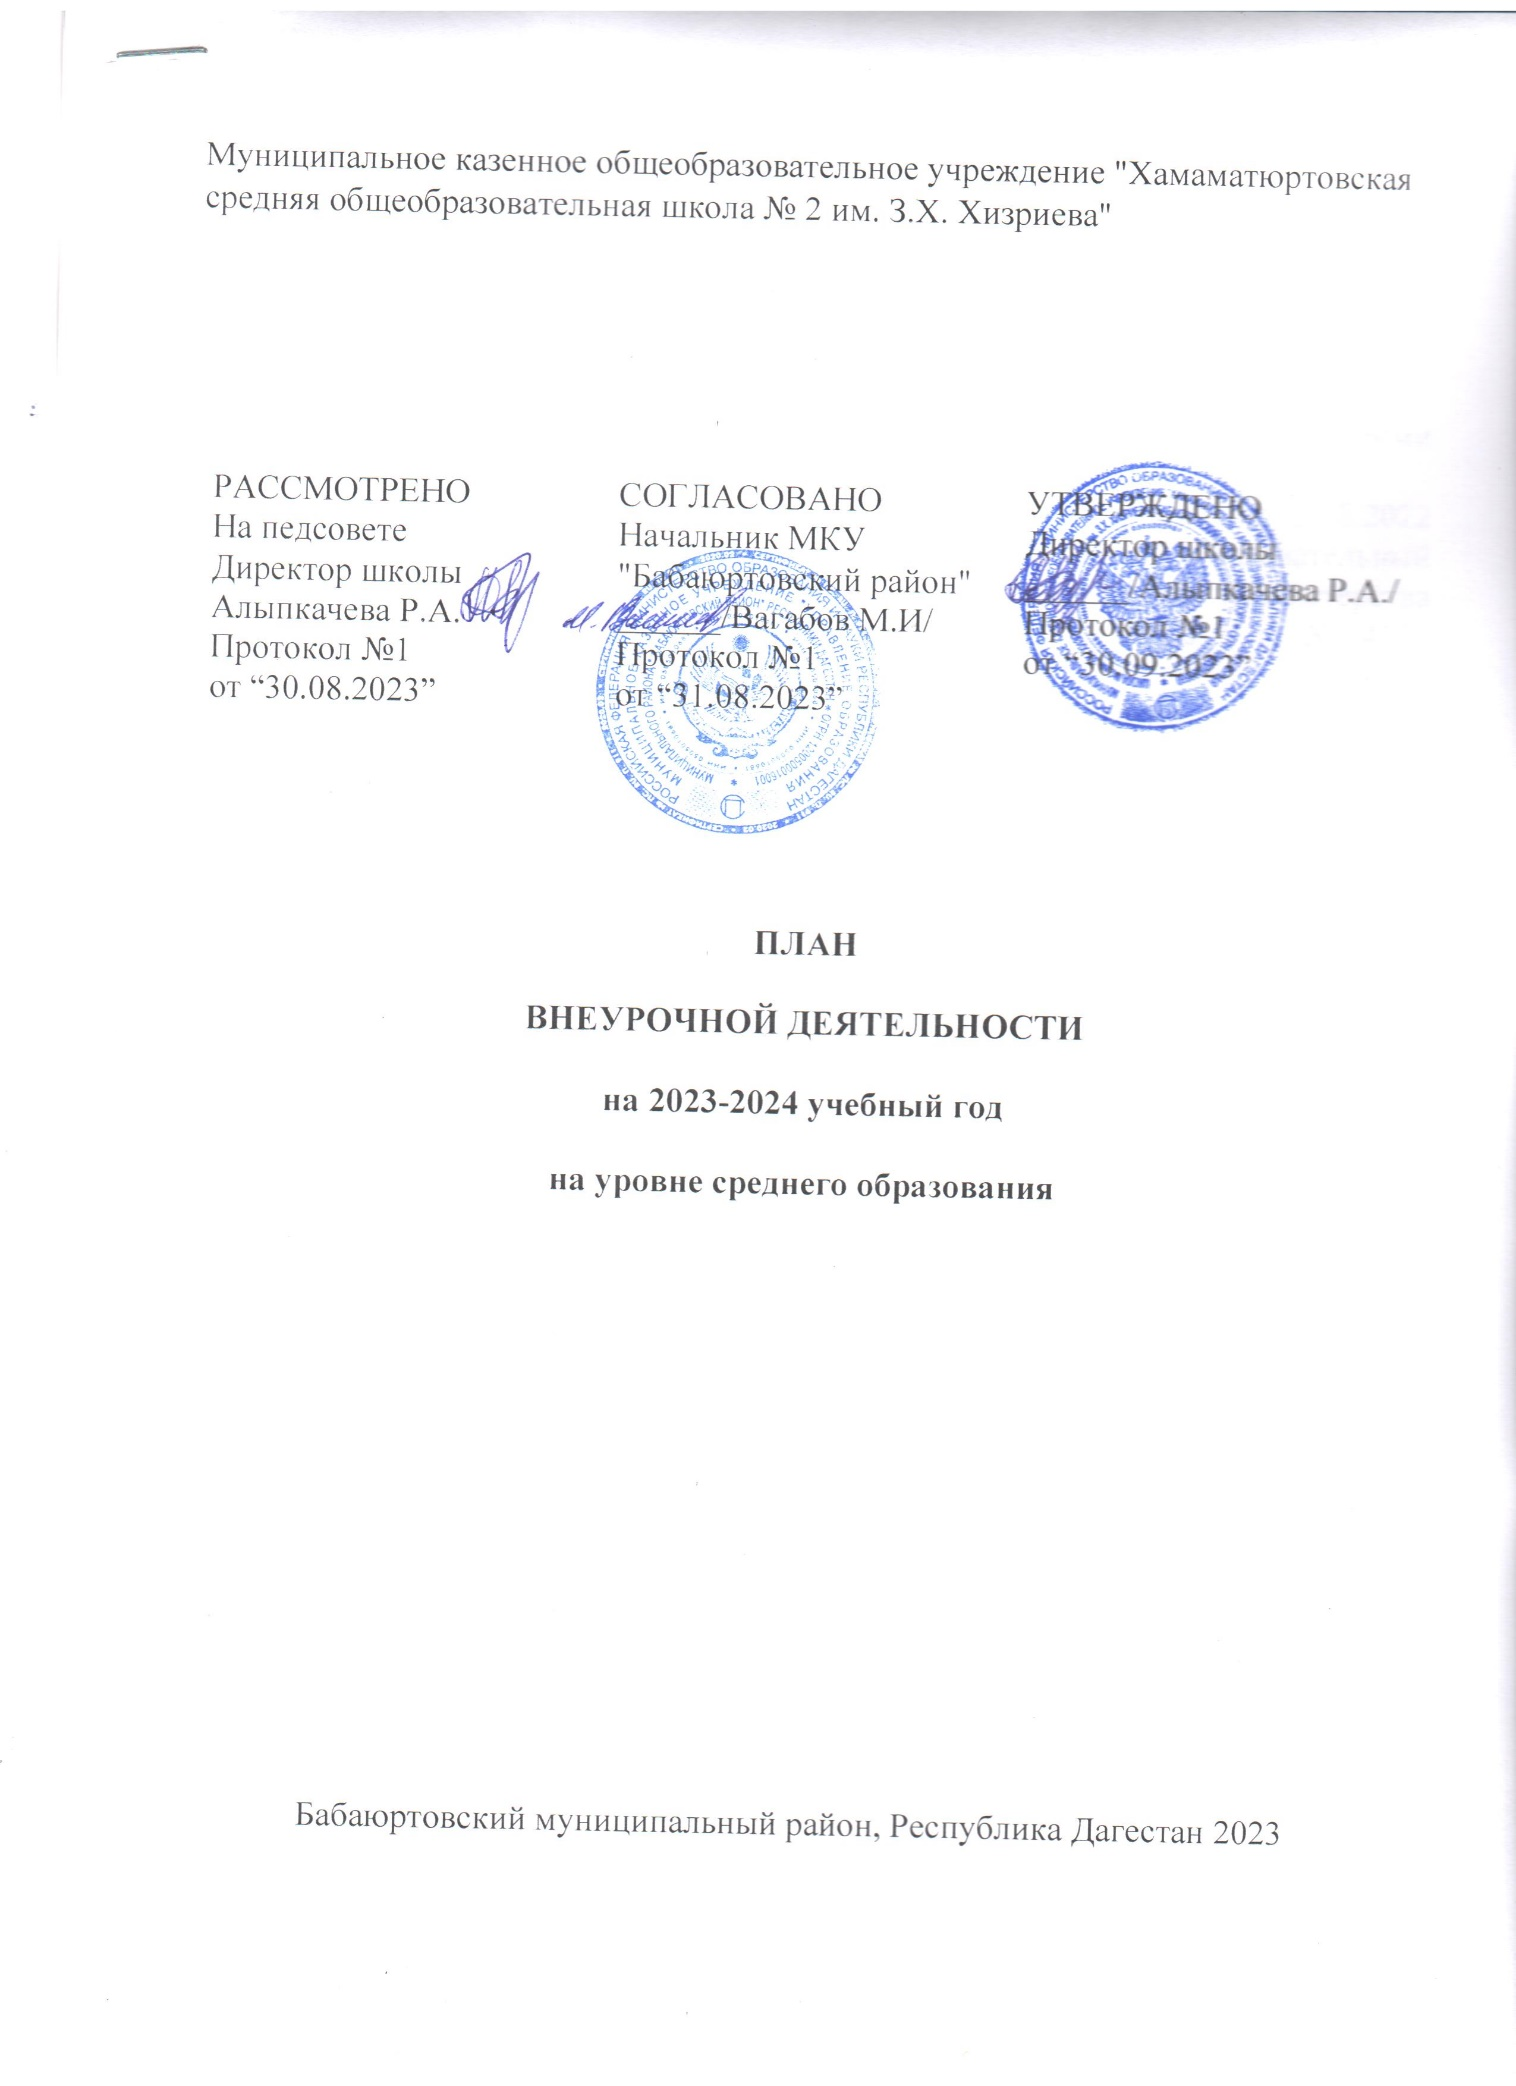 Муниципальное казенное общеобразовательное учреждение "Хамаматюртовская
средняя общеобразовательная школа № 2 им. З.Х. Хизриева"
РАССМОТРЕНО
На педсовете
Директор школы
Алыпкачева Р.А.
Протокол №1
от “30.08.2023”
СОГЛАСОВАНО
Начальник МКУ
"Бабаюртовский район"
/Вагабов М.И/
Протокол №1
от “31.08.2023”
УТВЕРЖДЕНО
Директор школы
/Алыпкачева Р.А./
Протокол №1
от “30.09.2023”
ПЛАН
ВНЕУРОЧНОЙ ДЕЯТЕЛЬНОСТИ
на 2023-2024 учебный год
на уровне среднего образования
Бабаюртовский муниципальный район, Республика Дагестан 2023